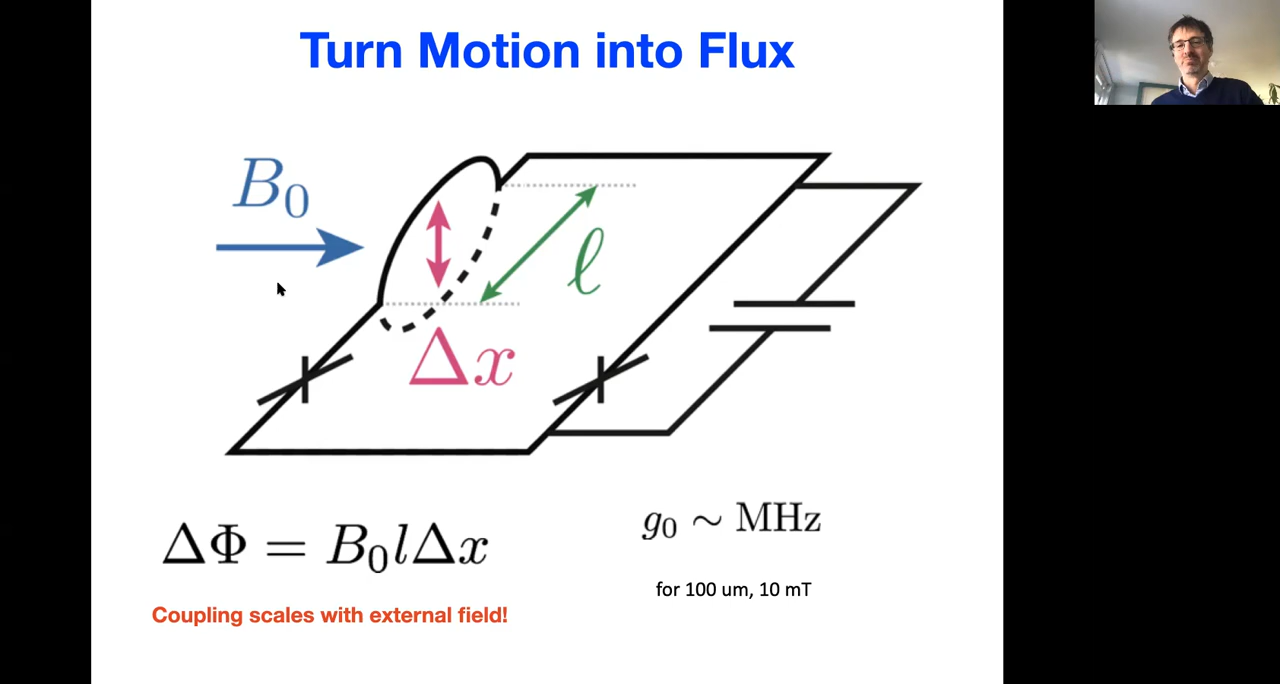 Turn Motion into Flux
B₀
ℓ
Δx
ΔΦ = B₀lΔx
g₀ ∼ MHz
for 100 um, 10 mT
Coupling scales with external field!